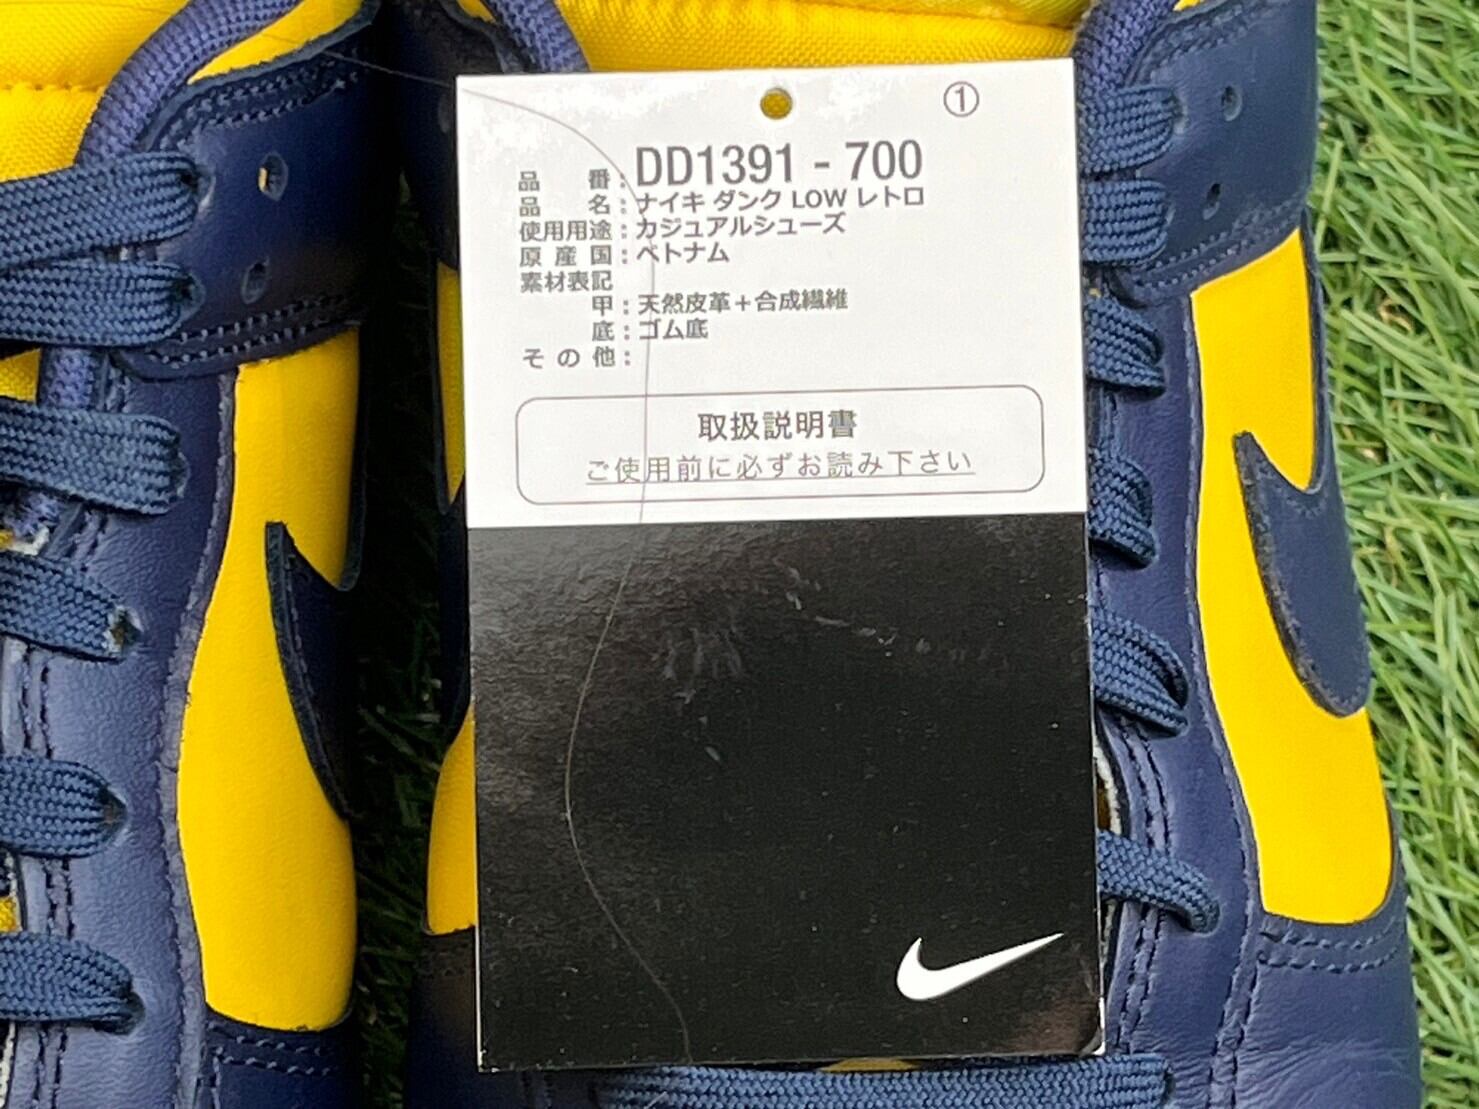 ①
品番：DD1391 - 700
品名：ナイキ ダンク LOW レトロ
使用用途：カジュアルシューズ
原産国：ベトナム
素材表記
甲：天然皮革＋合成繊維
底：ゴム底
その他：
取扱説明書
ご使用前に必ずお読み下さい